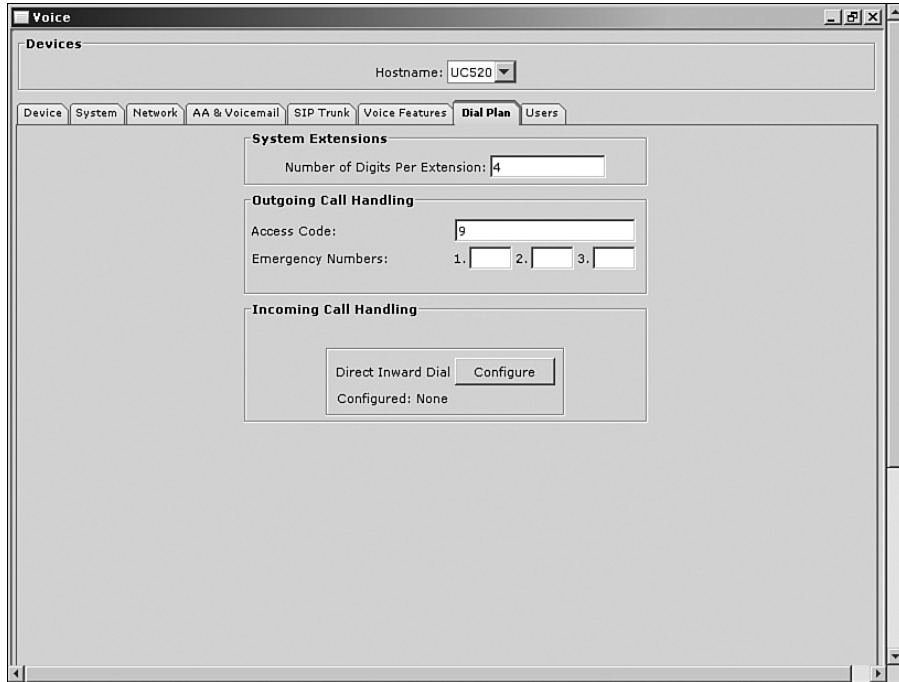 Voice
Devices
Hostname: UC520
Device System Network AA & Voicemail SIP Trunk Voice Features Dial Plan Users
System Extensions
Number of Digits Per Extension: 4
Outgoing Call Handling
Access Code: 9
Emergency Numbers: 1. 2. 3.
Incoming Call Handling
Direct Inward Dial Configure
Configured: None